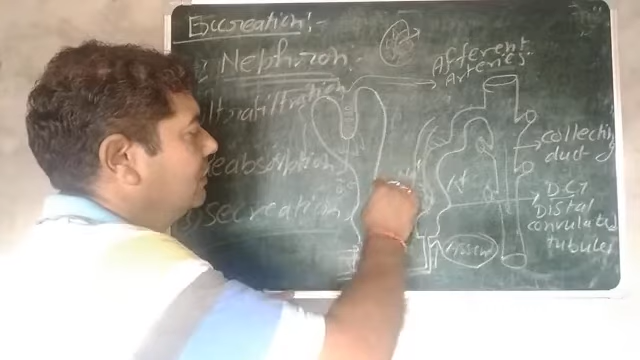 Excreation:-
Nephron:-
Afferent
Arteries
Ultrafiltration
Reabsorption
Secreation
Collecting
duct
DCT
Distal
convulated
tubules